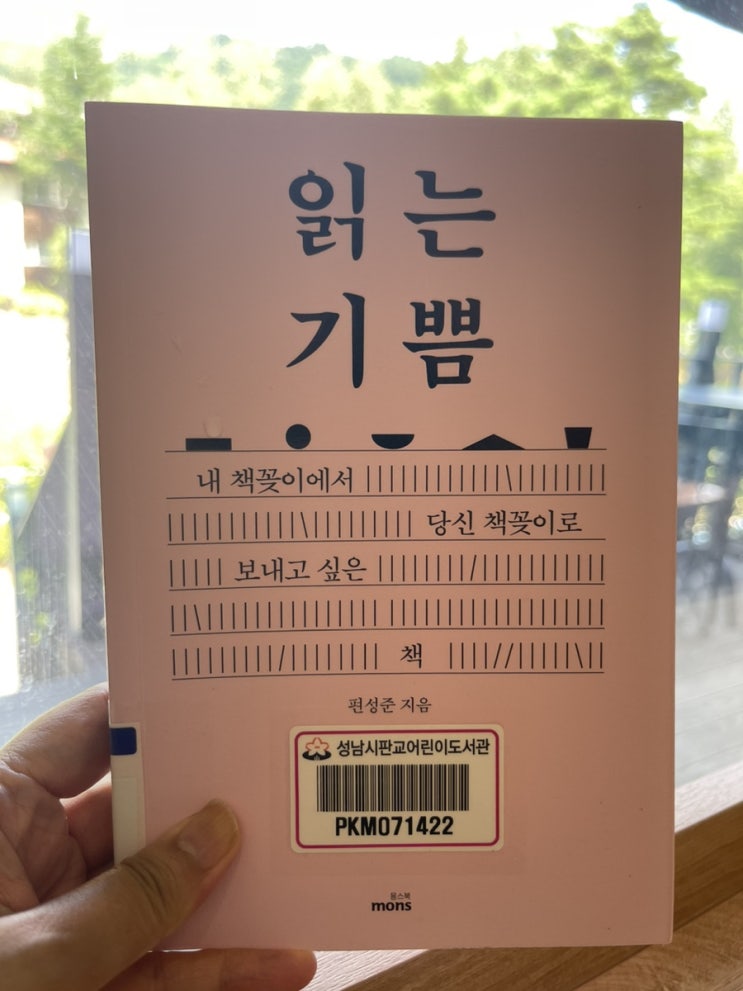 읽는
기쁨
내 책꽂이에서
당신 책꽂이로
보내고 싶은
책
편성준 지음
성남시판교어린이도서관
PKM071422
몽스북
mons